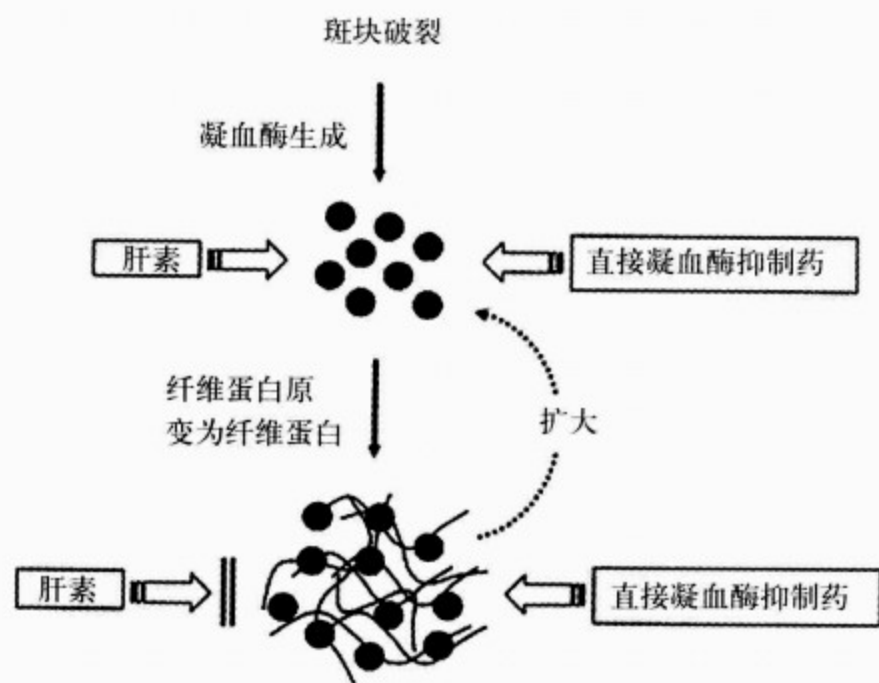 斑块破裂
凝血酶生成
肝素
直接凝血酶抑制药
纤维蛋白原
变为纤维蛋白
扩大
肝素
直接凝血酶抑制药